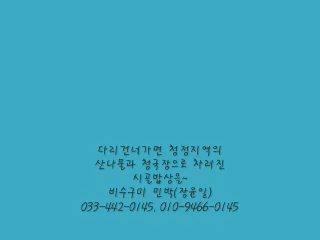 다리건너가면 청정지역의
산나물과 청국장으로 차려진
시골밥상을~
비수구미 민박(장윤일)
033-442-0145, 010-9466-0145